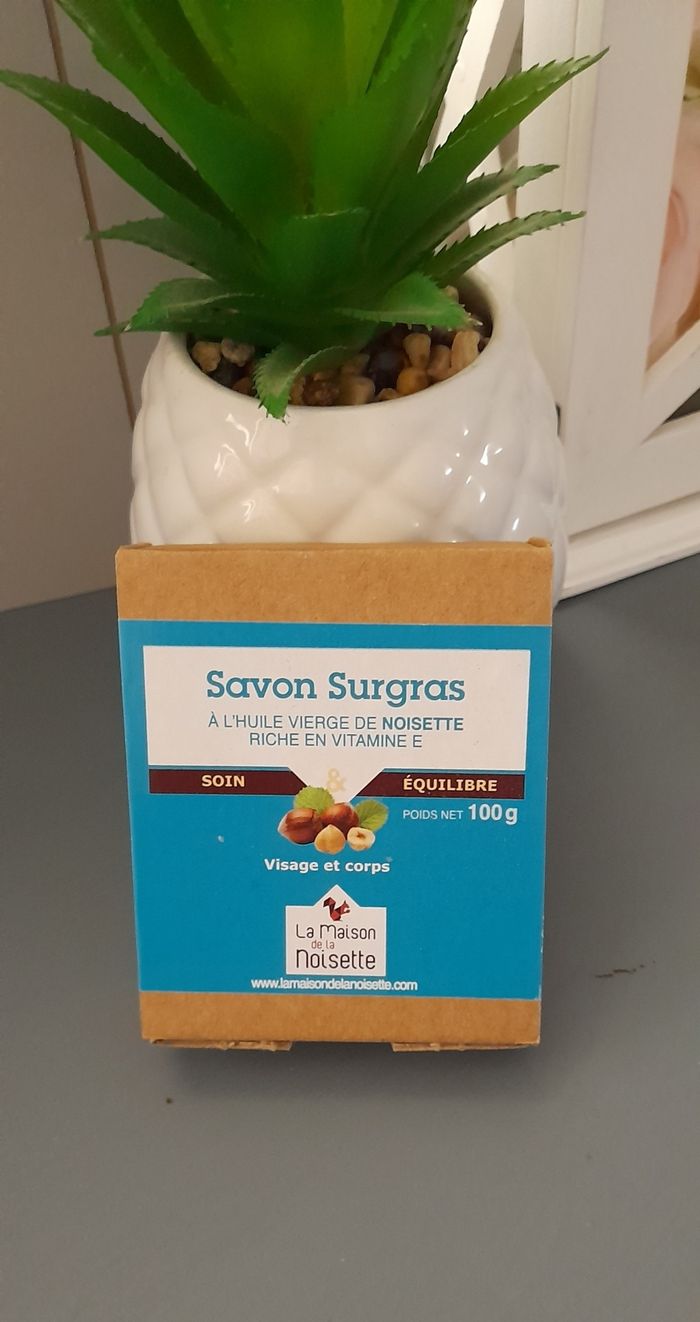 Savon Surgras
À L'HUILE VIERGE DE NOISETTE
RICHE EN VITAMINE E
SOIN & ÉQUILIBRE
POIDS NET 100g
Visage et corps
La Maison
de la
Noisette
www.lamaisondelanoisette.com